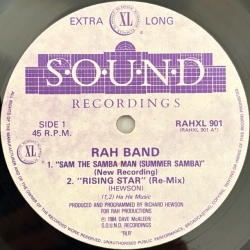 EXTRA XL LONG
S·O·U·N·D
RECORDINGS
SIDE 1
45 R.P.M.
RAHXL 901
(RAHXL 901 A*)
RAH BAND
1. "SAM THE SAMBA-MAN (SUMMER SAMBA)"
(New Recording)
2. "RISING STAR" (Re-Mix)
(HEWSON)
(1,2) Ha Ha Music
PRODUCED AND PROGRAMMED BY RICHARD HEWSON
FOR RAH PRODUCTIONS
℗ 1984 DAVE McALEER/
S.O.U.N.D. RECORDINGS
XL